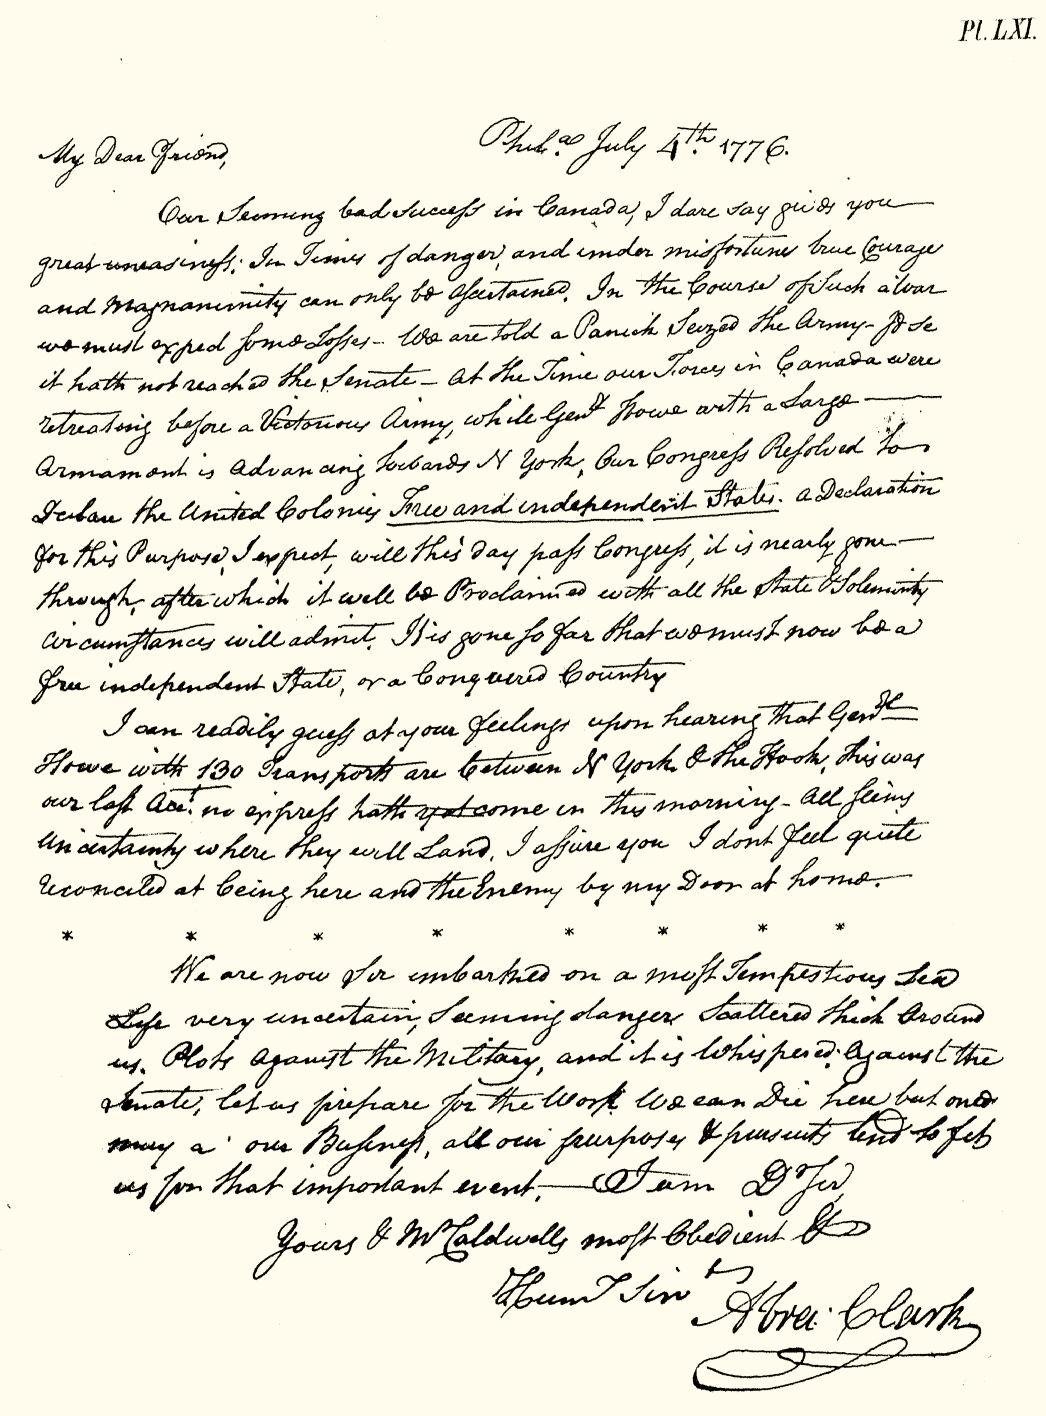 Pl. LXI.
Phila. July 4th. 1776.
My Dear Friend,
Our Seeming bad success in Canada, I dare say gives you
great uneasiness: In Times of danger, and under misfortunes true Courage
and Magnanimity can only be Ascertained. In the Course of Such a War
we must expect some Losses - We are told a Panick Seized the Army - If so
it hath not reached the Senate - At the Time our Forces in Canada were
retreating before a Victorious Army, while Genl. Howe with a Large
Armament is Advancing towards N York, Our Congress Resolved to
Declare the United Colonies Free and independent States. A Declaration
for this Purpose, I expect, will this day pass Congress, it is nearly gone
through, after which it will be Proclaimed with all the State & Solemnity
Circumstances will admit. It is gone so far that we must now be a
free independent State, or a Conquered Country
I can readily guess at your feelings upon hearing that Genl.
Howe with 130 Transports are between N York & the Hook, this was
our last Acct. no express hath yet come in this morning - All seems
Uncertainty where they will Land, I assure you I dont feel quite
reconciled at being here and the Enemy by my Door at home.
* * * * * * * *
We are now Sir embarked on a most Tempestious Sea
Life very uncertain, Seeming dangers Scattered thick Around
us. Plots Against the Military, and it is Whispered, Against the
Senate, let us prepare for the Worst, We can Die here but once
may a our Business, all our purposes & pursuits tend to fit
us for that important event. I am Dr Sir
Yours & Mrs Caldwells most Obedient &
Hum
Abra. Clark